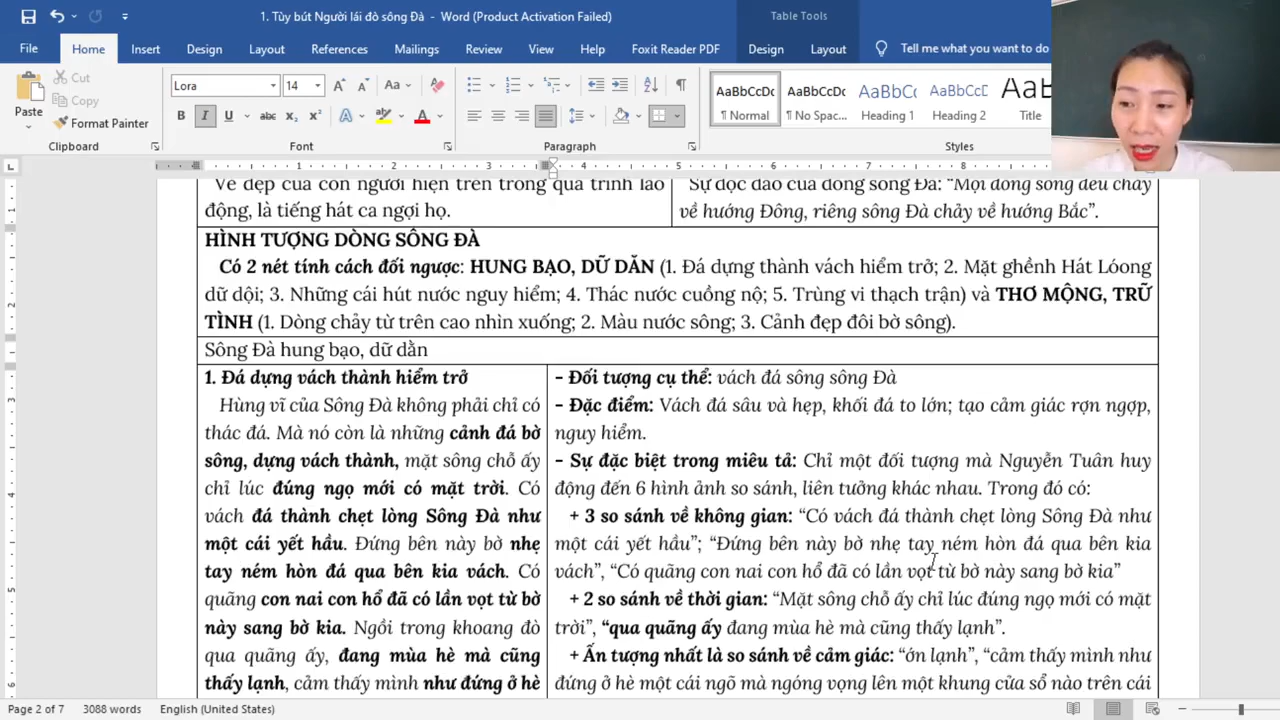 1. Tùy bút Người lái đò sông Đà - Word (Product Activation Failed)
Table Tools
File Home Insert Design Layout References Mailings Review View Help Foxit Reader PDF Design Layout Tell me what you want to do
Paste
Cut
Copy
Format Painter
Lora 14
AaBbCcDc AaBbCcDc AaBbCc AaBbCcD AaB
¶ Normal ¶ No Spac... Heading 1 Heading 2 Title
Clipboard Font Paragraph Styles
Vẻ đẹp của con người hiện trên trong quá trình lao
động, là tiếng hát ca ngợi họ.
Sự độc đáo của dòng sông Đà: “Mọi dòng sông đều chảy
về hướng Đông, riêng sông Đà chảy về hướng Bắc”.
HÌNH TƯỢNG DÒNG SÔNG ĐÀ
Có 2 nét tính cách đối ngược: HUNG BẠO, DỮ DẰN (1. Đá dựng thành vách hiểm trở; 2. Mặt ghềnh Hát Lóong
dữ dội; 3. Những cái hút nước nguy hiểm; 4. Thác nước cuồng nộ; 5. Trùng vi thạch trận) và THƠ MỘNG, TRỮ
TÌNH (1. Dòng chảy từ trên cao nhìn xuống; 2. Màu nước sông; 3. Cảnh đẹp đôi bờ sông).
Sông Đà hung bạo, dữ dằn
1. Đá dựng vách thành hiểm trở
Hùng vĩ của Sông Đà không phải chỉ có
thác đá. Mà nó còn là những cảnh đá bờ
sông, dựng vách thành, mặt sông chỗ ấy
chỉ lúc đúng ngọ mới có mặt trời. Có
vách đá thành chẹt lòng Sông Đà như
một cái yết hầu. Đứng bên này bờ nhẹ
tay ném hòn đá qua bên kia vách. Có
quãng con nai con hổ đã có lần vọt từ bờ
này sang bờ kia. Ngồi trong khoang đò
qua quãng ấy, đang mùa hè mà cũng
thấy lạnh, cảm thấy mình như đứng ở hè
- Đối tượng cụ thể: vách đá sông sông Đà
- Đặc điểm: Vách đá sâu và hẹp, khối đá to lớn; tạo cảm giác rợn ngợp,
nguy hiểm.
- Sự đặc biệt trong miêu tả: Chỉ một đối tượng mà Nguyễn Tuân huy
động đến 6 hình ảnh so sánh, liên tưởng khác nhau. Trong đó có:
+ 3 so sánh về không gian: “Có vách đá thành chẹt lòng Sông Đà như
một cái yết hầu”; “Đứng bên này bờ nhẹ tay ném hòn đá qua bên kia
vách”, “Có quãng con nai con hổ đã có lần vọt từ bờ này sang bờ kia”
+ 2 so sánh về thời gian: “Mặt sông chỗ ấy chỉ lúc đúng ngọ mới có mặt
trời”, “qua quãng ấy đang mùa hè mà cũng thấy lạnh”.
+ Ấn tượng nhất là so sánh về cảm giác: “ớn lạnh”, “cảm thấy mình như
đứng ở hè một cái ngõ mà ngóng vọng lên một khung cửa sổ nào trên cái
Page 2 of 7 3088 words English (United States)